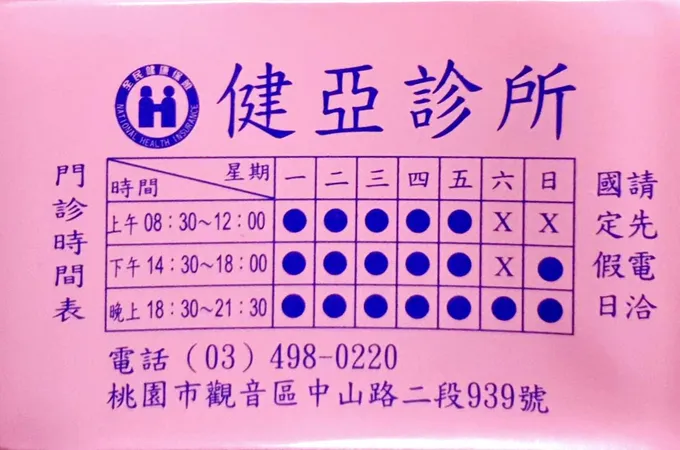 全民健康保險
NATIONAL HEALTH INSURANCE
健亞診所
門診時間表
時間 星期 一 二 三 四 五 六 日
上午 08：30～12：00 ● ● ● ● ● X X
下午 14：30～18：00 ● ● ● ● ● X ●
晚上 18：30～21：30 ● ● ● ● ● ● ●
國定假日
請先電洽
電話（03）498-0220
桃園市觀音區中山路二段939號